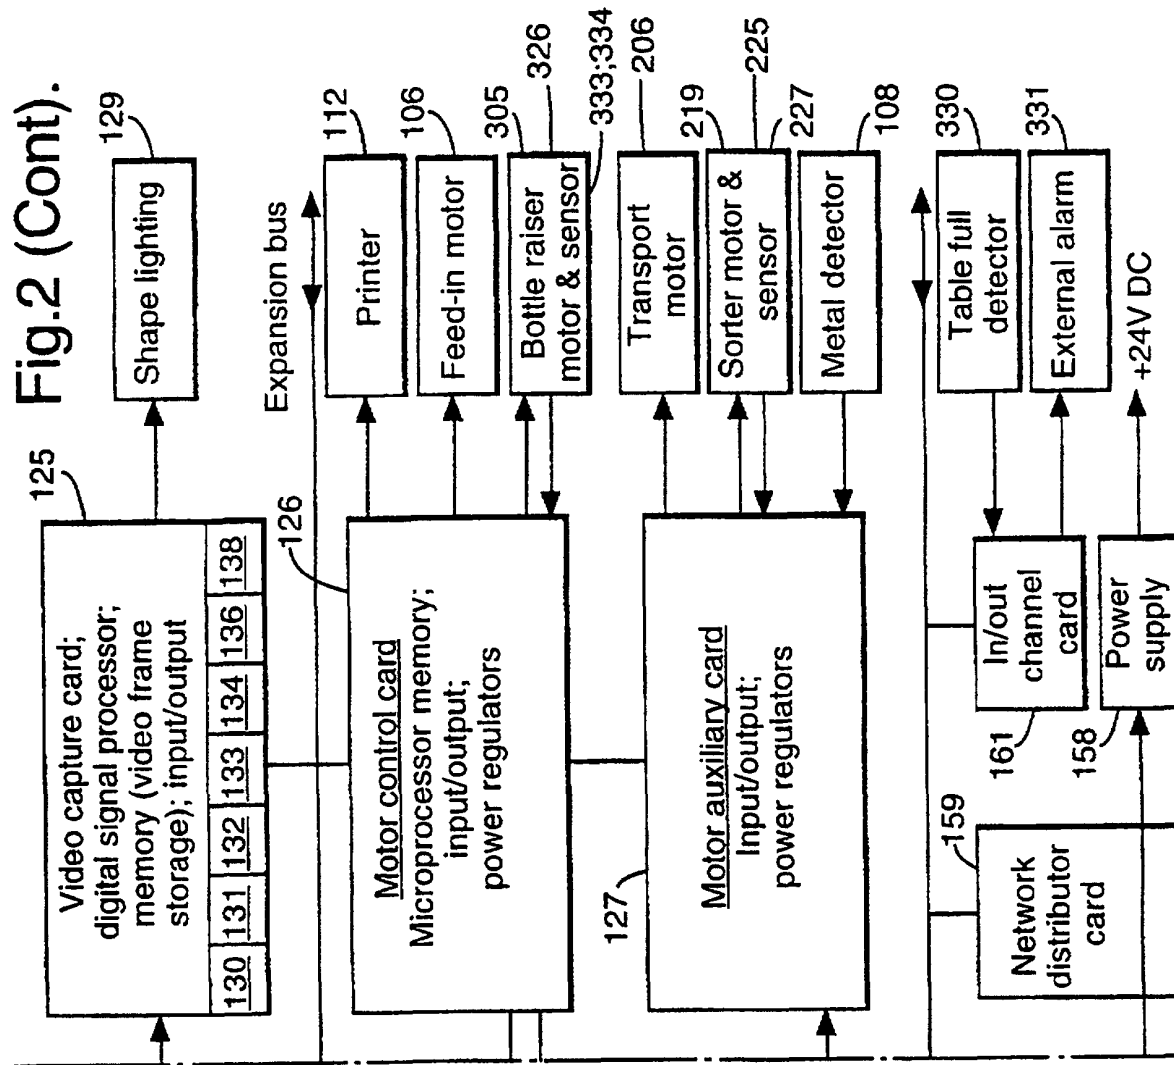 Fig.2 (Cont).
125
Video capture card;
digital signal processor;
memory (video frame
storage); input/output
130 131 132 133 134 136 138
Shape lighting
129
Expansion bus
126
Motor control card
Microprocessor memory;
input/output;
power regulators
Printer
112
Feed-in motor
106
Bottle raiser
motor & sensor
305
326
333;334
127
Motor auxiliary card
Input/output;
power regulators
Transport
motor
206
Sorter motor &
sensor
219
225
227
Metal detector
108
159
Network
distributor
card
In/out
channel
card
161
Power
supply
158
Table full
detector
330
External alarm
331
+24V DC